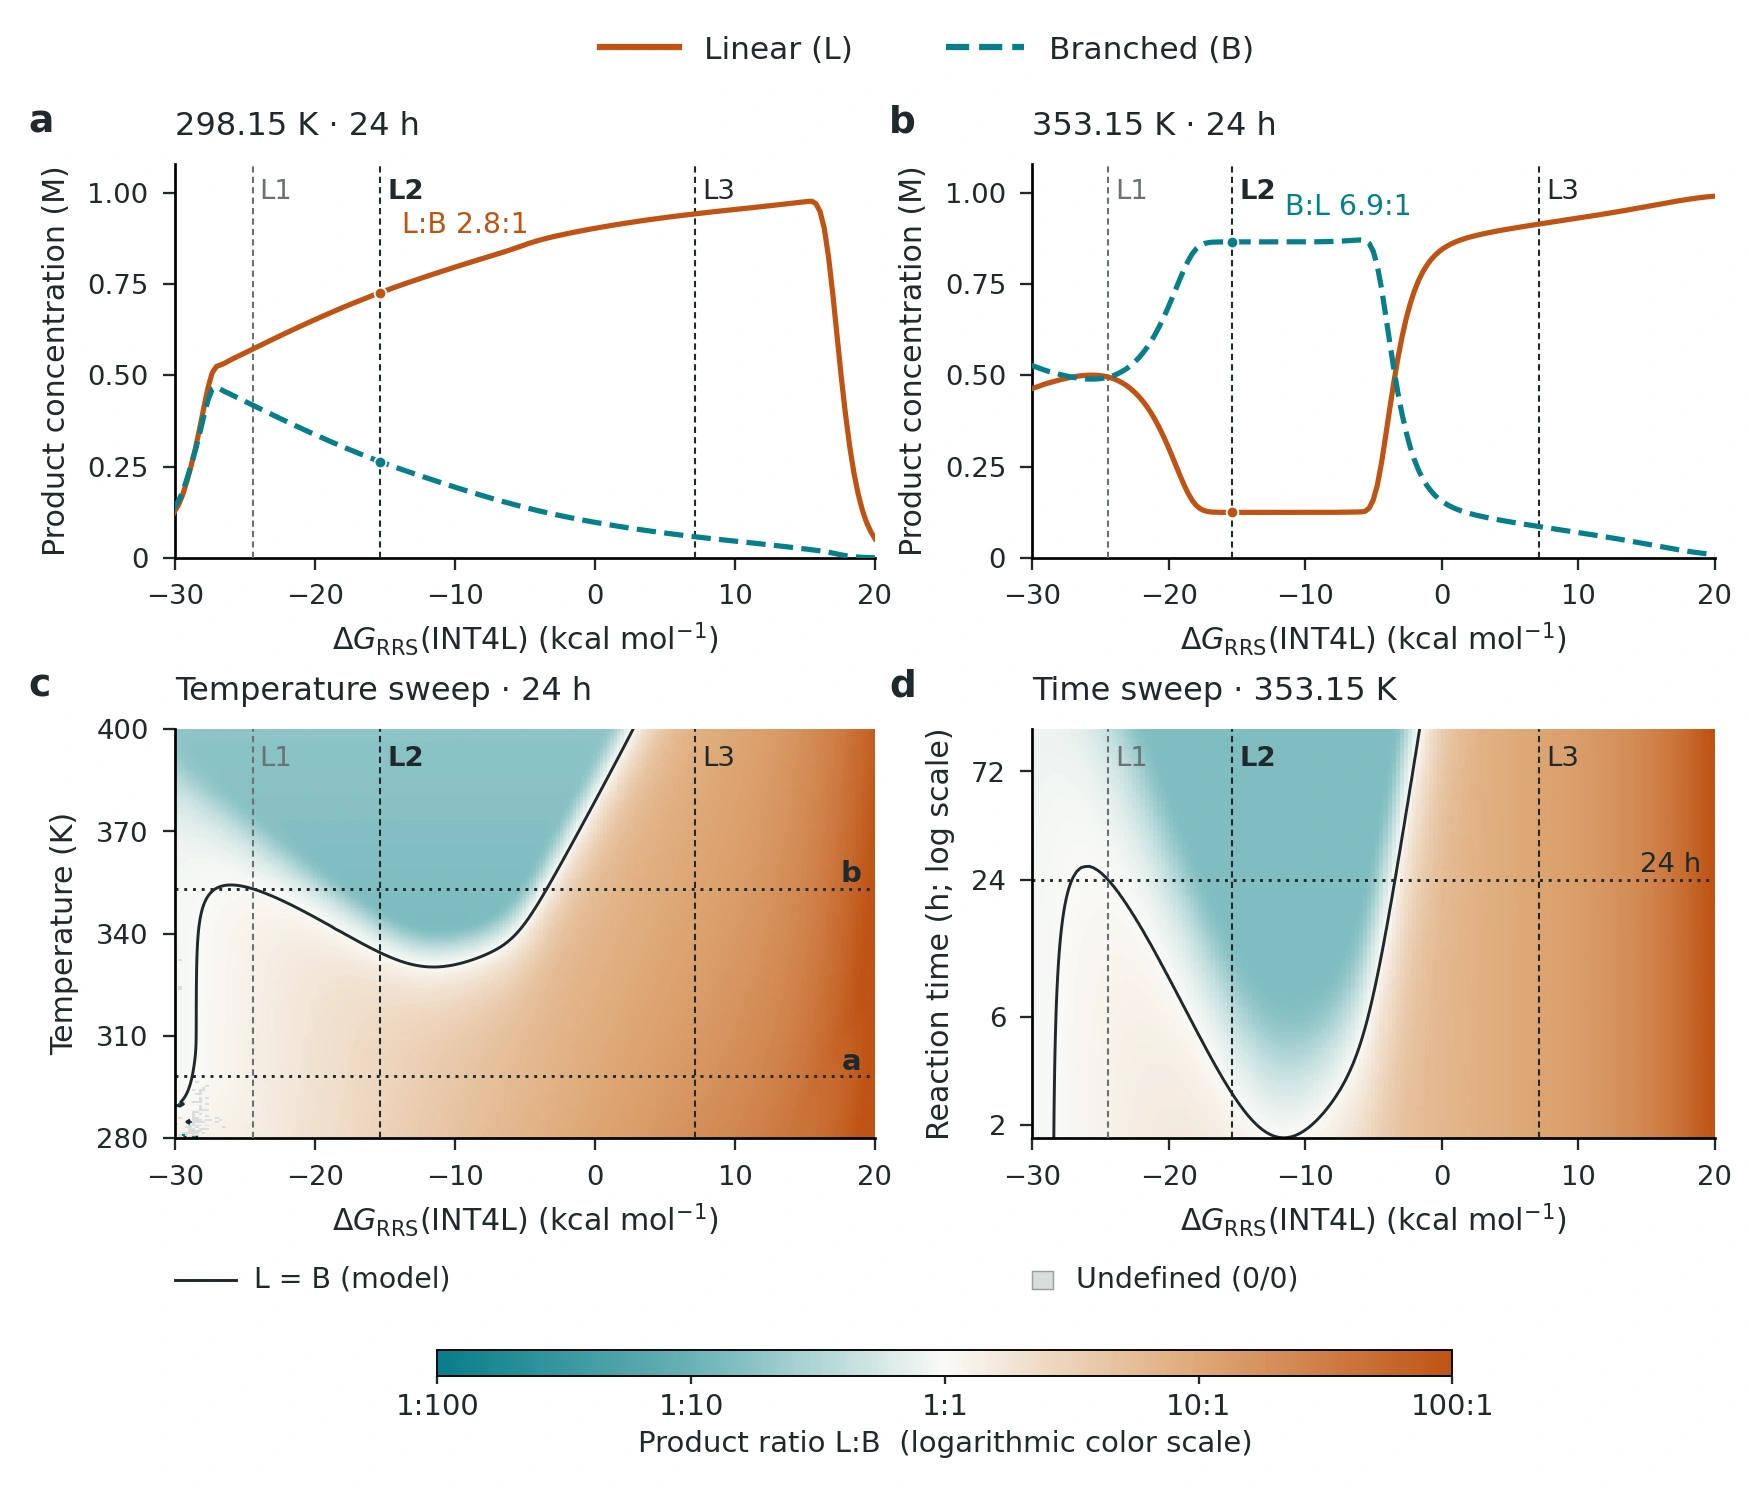 Linear (L) Branched (B)
a 298.15 K · 24 h
Product concentration (M)
1.00
0.75
0.50
0.25
0
L1
L2
L:B 2.8:1
L3
−30 −20 −10 0 10 20
ΔG_RRS(INT4L) (kcal mol⁻¹)
b 353.15 K · 24 h
Product concentration (M)
1.00
0.75
0.50
0.25
0
L1
L2
B:L 6.9:1
L3
−30 −20 −10 0 10 20
ΔG_RRS(INT4L) (kcal mol⁻¹)
c Temperature sweep · 24 h
Temperature (K)
400
370
340
310
280
L1
L2
L3
b
a
−30 −20 −10 0 10 20
ΔG_RRS(INT4L) (kcal mol⁻¹)
d Time sweep · 353.15 K
Reaction time (h; log scale)
72
24
6
2
L1
L2
L3
24 h
−30 −20 −10 0 10 20
ΔG_RRS(INT4L) (kcal mol⁻¹)
L = B (model)
Undefined (0/0)
1:100 1:10 1:1 10:1 100:1
Product ratio L:B (logarithmic color scale)